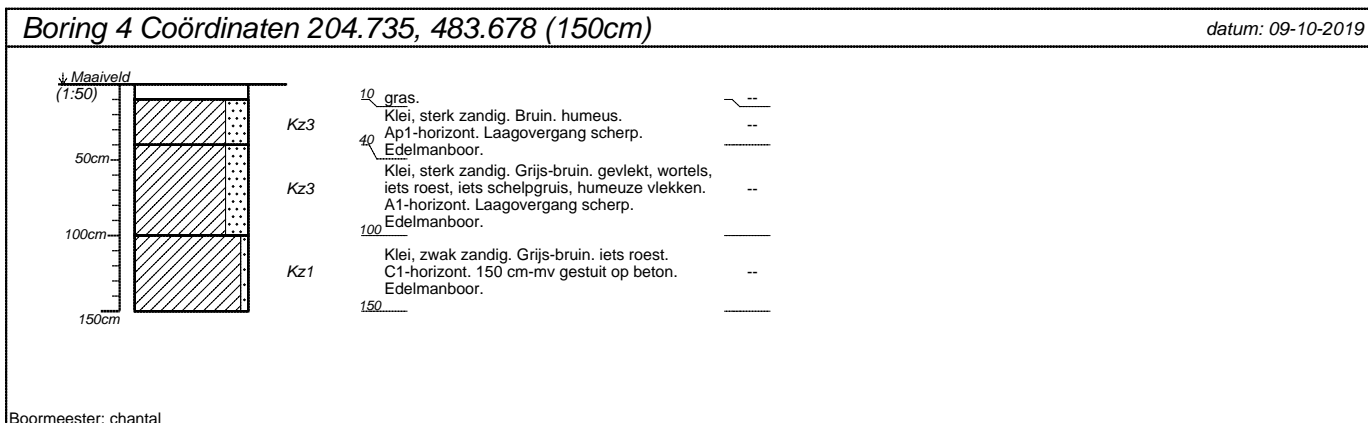 Boring 4 Coördinaten 204.735, 483.678 (150cm)
datum: 09-10-2019
Maaiveld
(1:50)
10
gras.
--
Kz3
Klei, sterk zandig. Bruin. humeus.
Ap1-horizont. Laagovergang scherp.
Edelmanboor.
--
40
50cm
Kz3
Klei, sterk zandig. Grijs-bruin. gevlekt, wortels,
iets roest, iets schelpgruis, humeuze vlekken.
A1-horizont. Laagovergang scherp.
Edelmanboor.
--
100cm
100
Kz1
Klei, zwak zandig. Grijs-bruin. iets roest.
C1-horizont. 150 cm-mv gestuit op beton.
Edelmanboor.
--
150cm
150
Boormeester: chantal